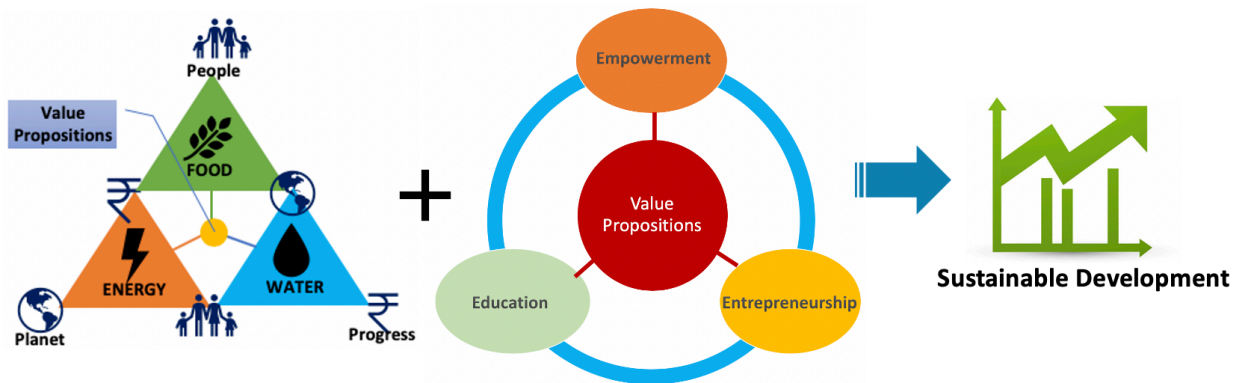 People
Value
Propositions
FOOD
₹
ENERGY
WATER
₹
Planet
Progress
+
Empowerment
Value
Propositions
Education
Entrepreneurship
Sustainable Development